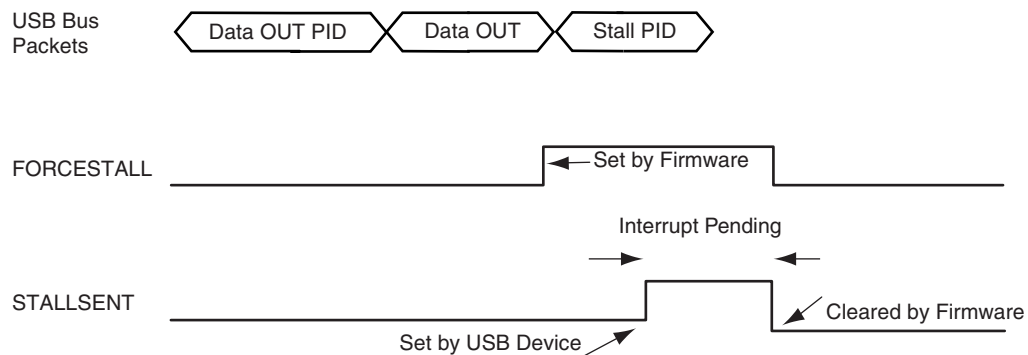 USB Bus
Packets
Data OUT PID
Data OUT
Stall PID
FORCESTALL
Set by Firmware
Interrupt Pending
STALLSENT
Cleared by Firmware
Set by USB Device